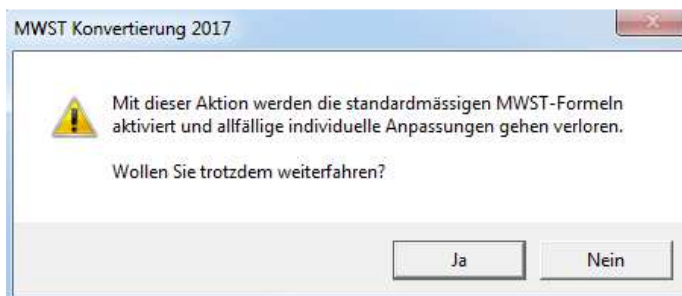 MWST Konvertierung 2017
Mit dieser Aktion werden die standardmässigen MWST-Formeln
aktiviert und allfällige individuelle Anpassungen gehen verloren.
Wollen Sie trotzdem weiterfahren?
Ja
Nein